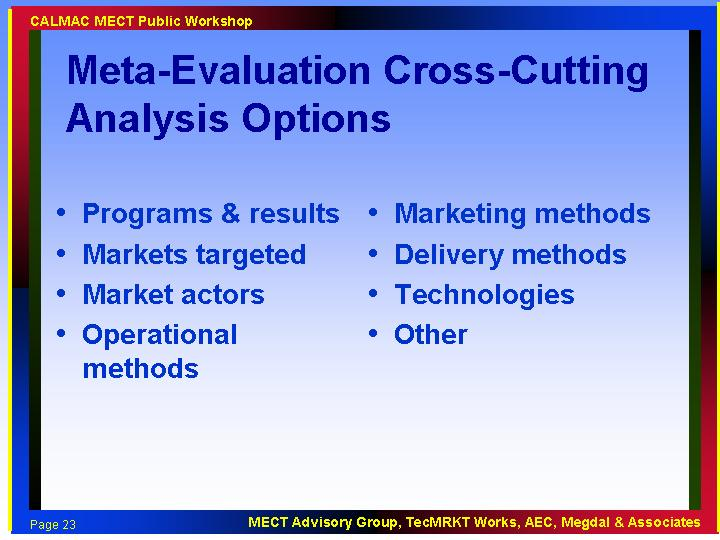 CALMAC MECT Public Workshop
Meta-Evaluation Cross-Cutting
Analysis Options
• Programs & results
• Markets targeted
• Market actors
• Operational
methods
• Marketing methods
• Delivery methods
• Technologies
• Other
Page 23
MECT Advisory Group, TecMRKT Works, AEC, Megdal & Associates